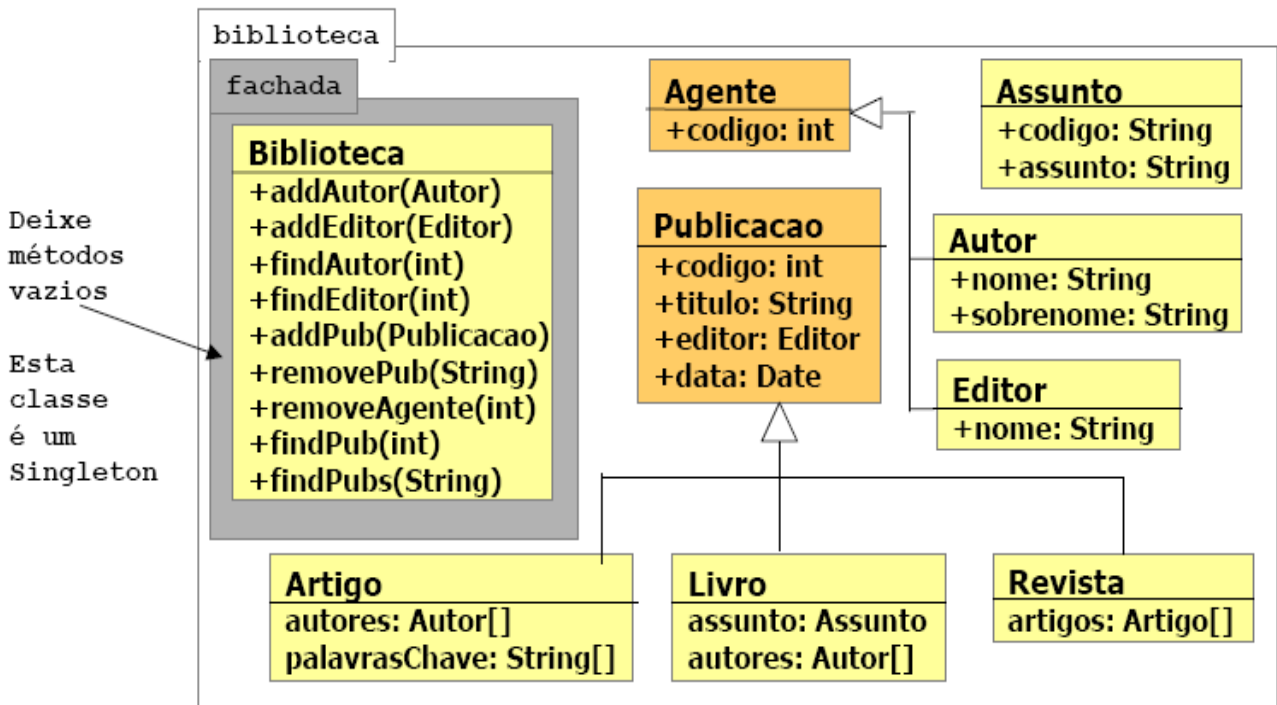 biblioteca
fachada
Biblioteca
+addAutor(Autor)
+addEditor(Editor)
+findAutor(int)
+findEditor(int)
+addPub(Publicacao)
+removePub(String)
+removeAgente(int)
+findPub(int)
+findPubs(String)
Deixe
métodos
vazios
Esta
classe
é um
Singleton
Agente
+codigo: int
Assunto
+codigo: String
+assunto: String
Publicacao
+codigo: int
+titulo: String
+editor: Editor
+data: Date
Autor
+nome: String
+sobrenome: String
Editor
+nome: String
Artigo
autores: Autor[]
palavrasChave: String[]
Livro
assunto: Assunto
autores: Autor[]
Revista
artigos: Artigo[]